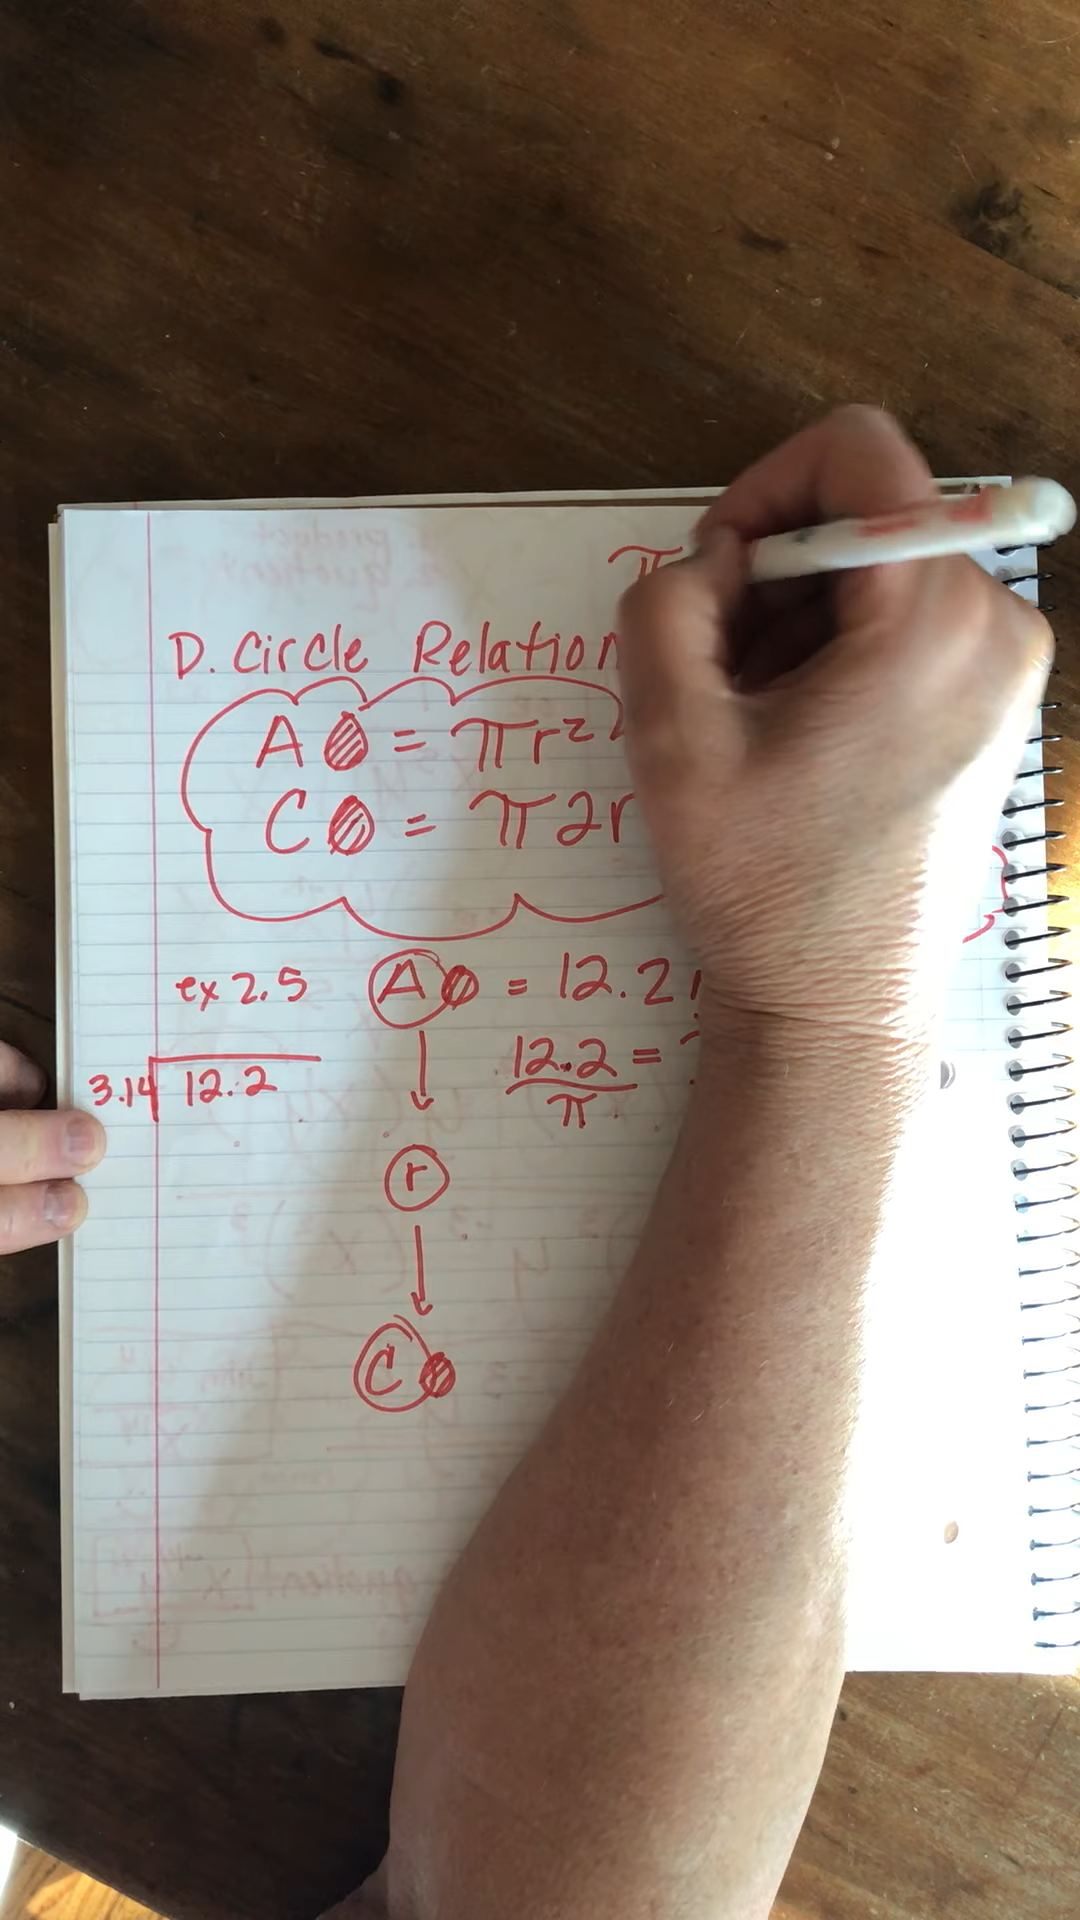 π
D. Circle Relation
A = πr²
C = π2r
ex 2.5 A = 12.2
12.2 =
π
3.14 12.2
r
C